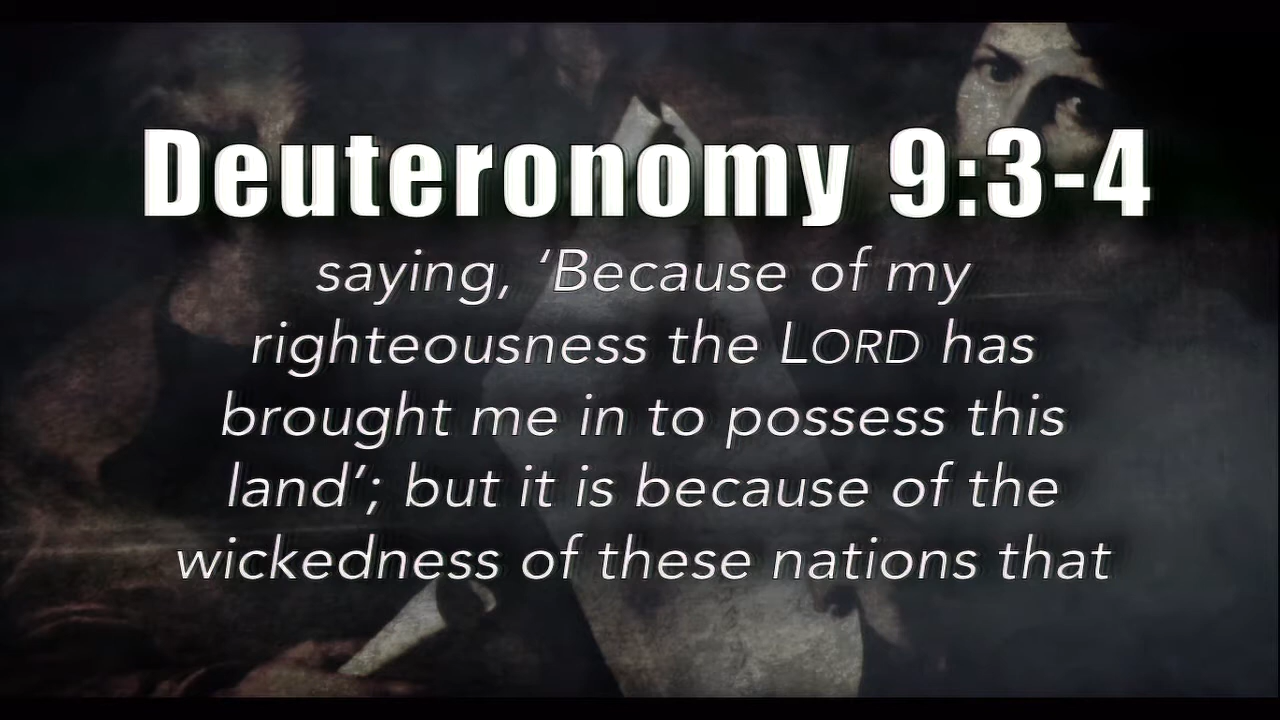 Deuteronomy 9:3-4
saying, ‘Because of my
righteousness the LORD has
brought me in to possess this
land’; but it is because of the
wickedness of these nations that